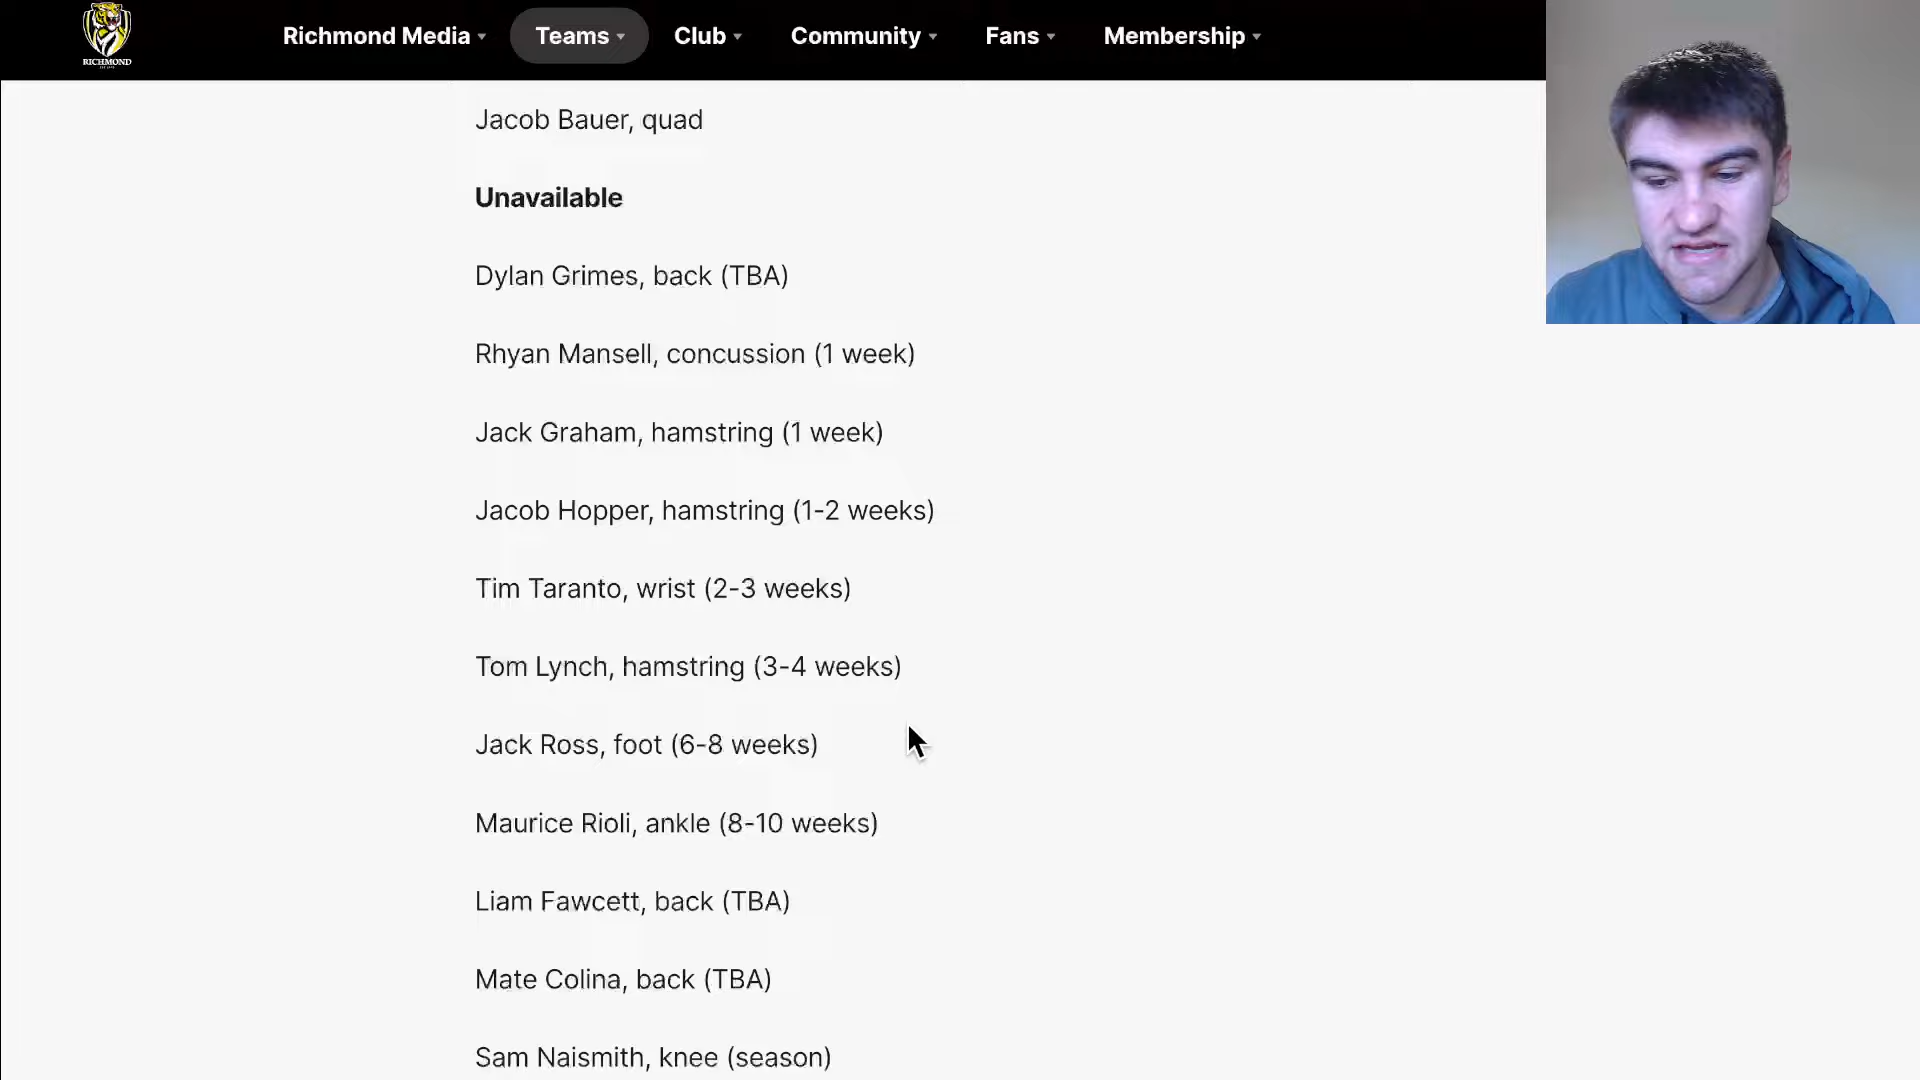 Richmond Media
Teams
Club
Community
Fans
Membership
RICHMOND
Jacob Bauer, quad
Unavailable
Dylan Grimes, back (TBA)
Rhyan Mansell, concussion (1 week)
Jack Graham, hamstring (1 week)
Jacob Hopper, hamstring (1-2 weeks)
Tim Taranto, wrist (2-3 weeks)
Tom Lynch, hamstring (3-4 weeks)
Jack Ross, foot (6-8 weeks)
Maurice Rioli, ankle (8-10 weeks)
Liam Fawcett, back (TBA)
Mate Colina, back (TBA)
Sam Naismith, knee (season)